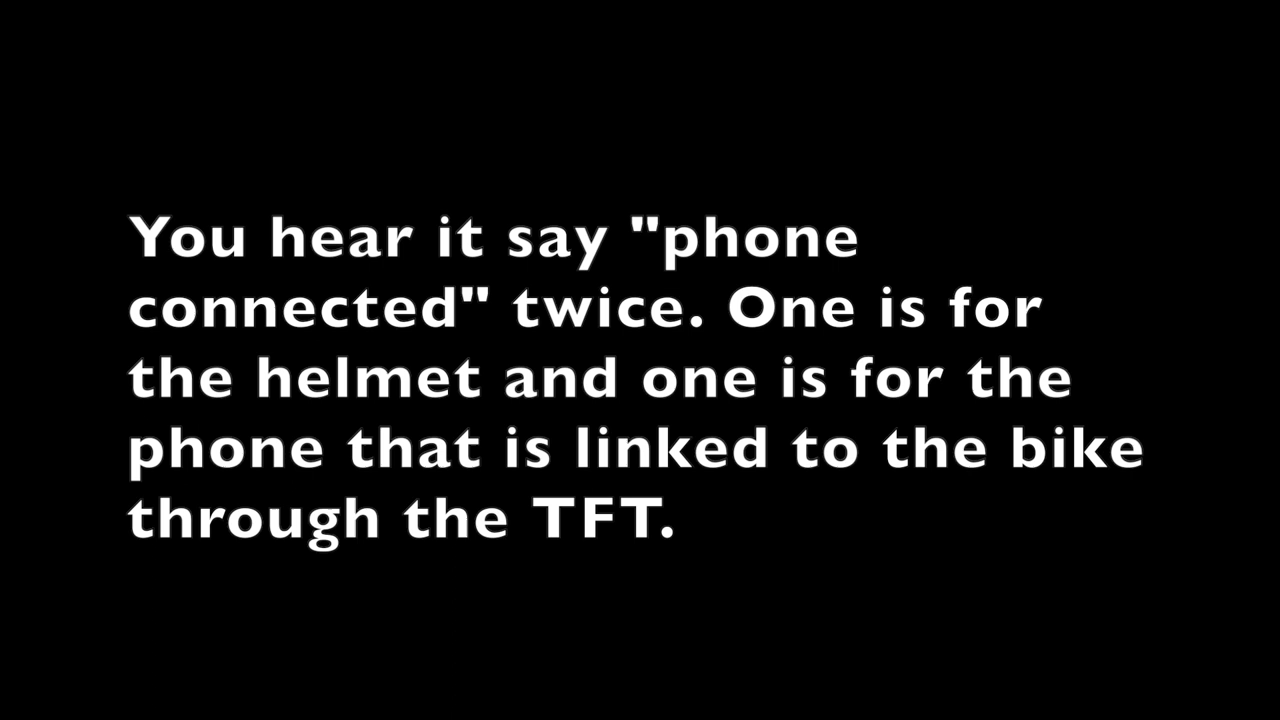 You hear it say "phone
connected" twice. One is for
the helmet and one is for the
phone that is linked to the bike
through the TFT.